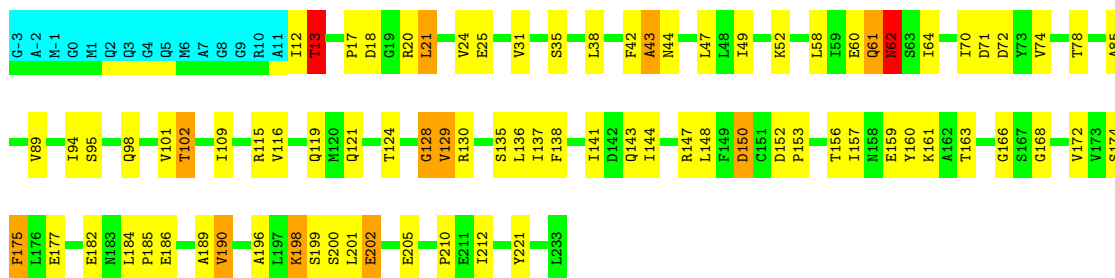 G-3 A-2 M-1 G0 M1 Q2 Q3 G4 Q5 M6 A7 G8 G9 R10 A11 I12 T13 P17 D18 G19 R20 L21 V24 E25 V31 S35 L38 F42 A43 N44 L47 L48 I49 K52 L58 I59 E60 Q61 N62 S63 I64 I70 D71 D72 Y73 V74 T78 A85
V89 I94 S95 Q98 V101 T102 I109 R115 V116 Q119 M120 Q121 T124 G128 V129 R130 S135 L136 I137 F138 I141 D142 Q143 I144 R147 L148 F149 D150 C151 D152 P153 T156 I157 N158 E159 Y160 K161 A162 T163 G166 S167 G168 V172 V173 S174
F175 L176 E177 E182 N183 L184 P185 E186 A189 V190 A196 L197 K198 S199 S200 L201 E202 E205 P210 E211 I212 Y221 L233